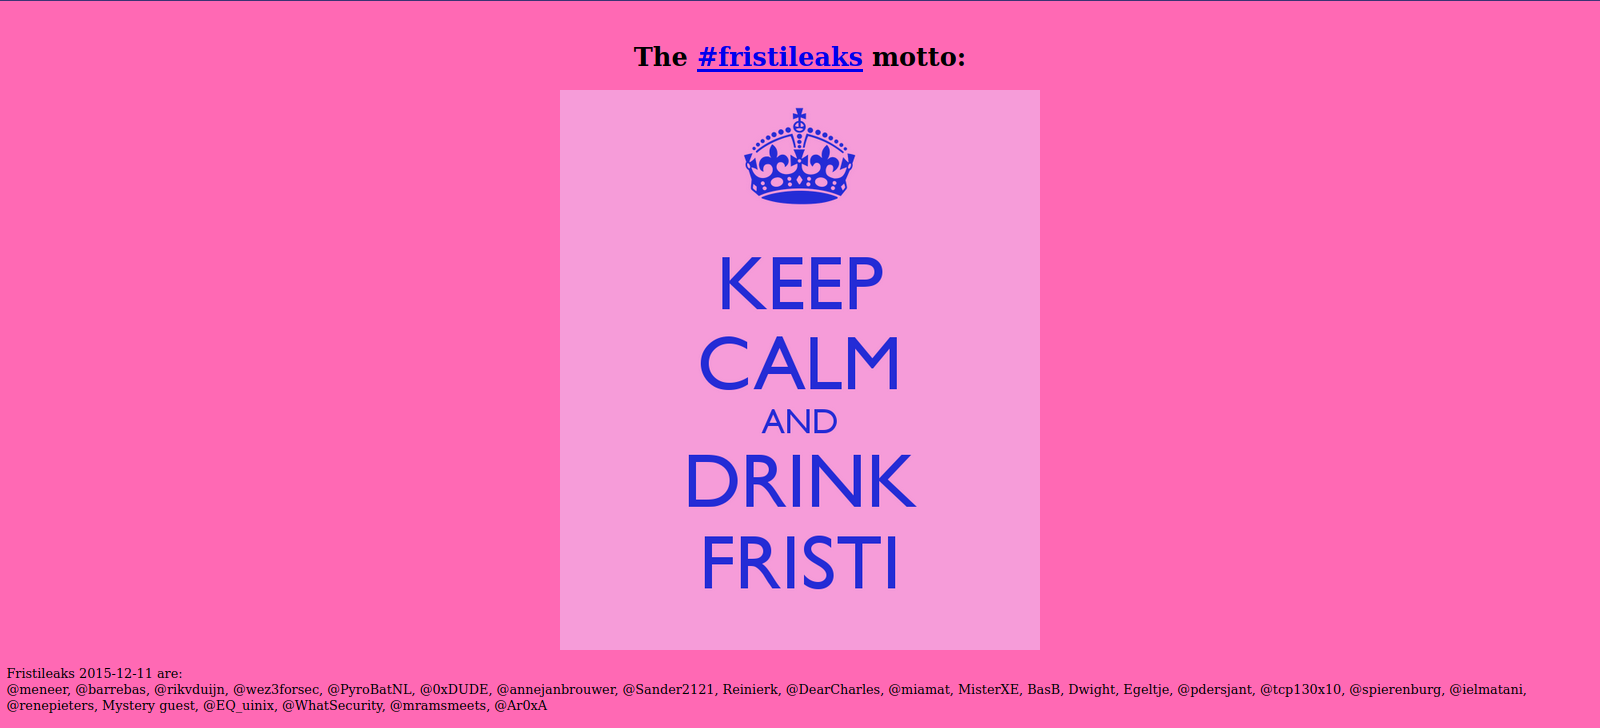 The #fristileaks motto:
KEEP
CALM
AND
DRINK
FRISTI
Fristileaks 2015-12-11 are:
@meneer, @barrebas, @rikvduijn, @wez3forsec, @PyroBatNL, @0xDUDE, @annejanbrouwer, @Sander2121, Reinierk, @DearCharles, @miamat, MisterXE, BasB, Dwight, Egeltje, @pdersjant, @tcp130x10, @spierenburg, @ielmatani,
@renepieters, Mystery guest, @EQ_uinix, @WhatSecurity, @mramsmeets, @Ar0xA